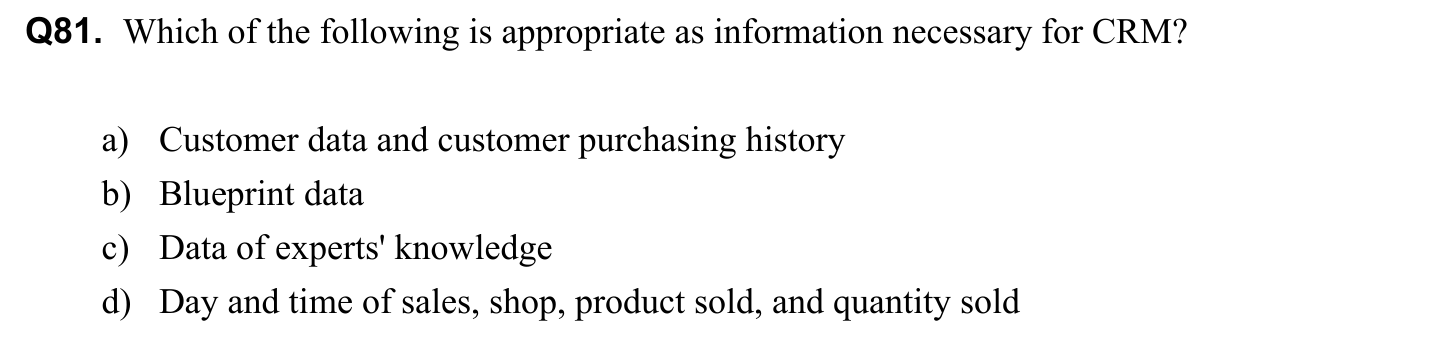 Q81. Which of the following is appropriate as information necessary for CRM?
a) Customer data and customer purchasing history
b) Blueprint data
c) Data of experts' knowledge
d) Day and time of sales, shop, product sold, and quantity sold